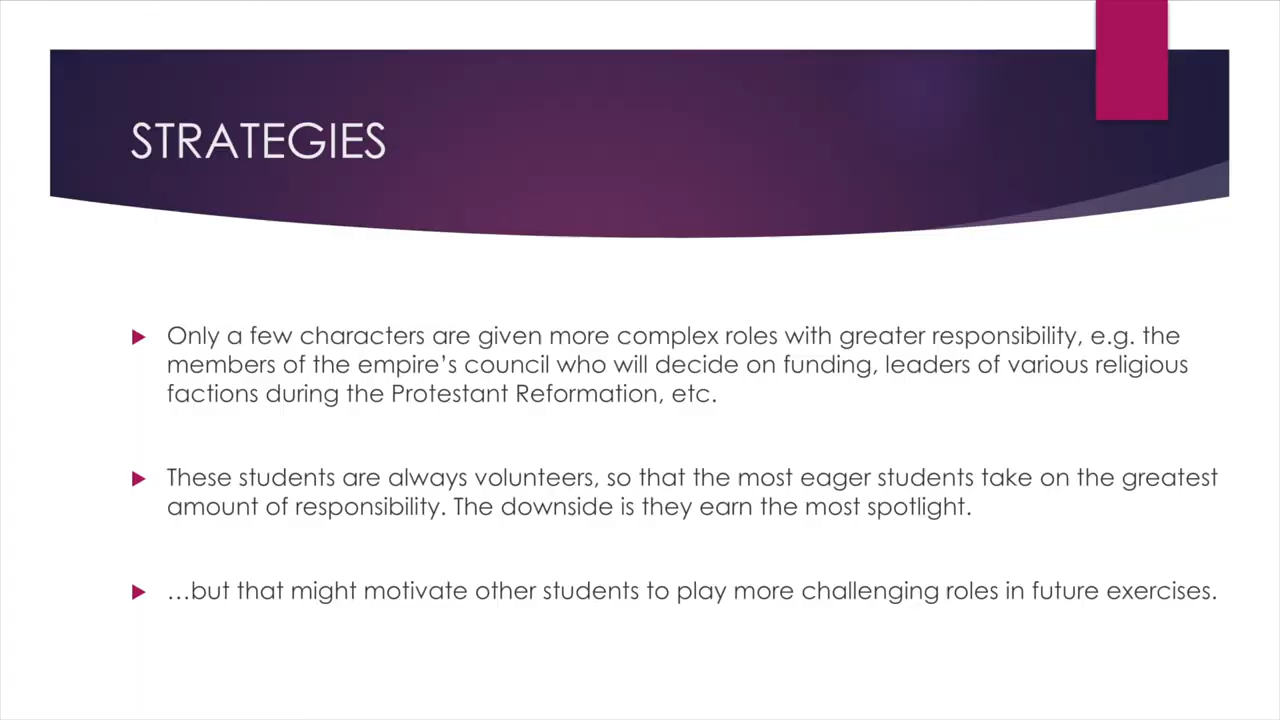 STRATEGIES
Only a few characters are given more complex roles with greater responsibility, e.g. the
members of the empire’s council who will decide on funding, leaders of various religious
factions during the Protestant Reformation, etc.
These students are always volunteers, so that the most eager students take on the greatest
amount of responsibility. The downside is they earn the most spotlight.
…but that might motivate other students to play more challenging roles in future exercises.